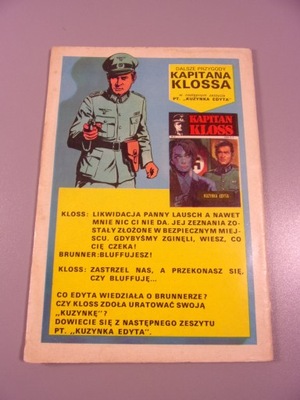 DALSZE PRZYGODY
KAPITANA
KLOSSA
w następnym zeszycie
PT. „KUZYNKA EDYTA"
KAPITAN
KLOSS
5
KUZYNKA EDYTA
KLOSS: LIKWIDACJA PANNY LAUSCH A NAWET
MNIE NIC CI NIE DA. JEJ ZEZNANIA ZO-
STAŁY ZŁOŻONE W BEZPIECZNYM MIEJ-
SCU. GDYBYŚMY ZGINĘLI, WIESZ, CO
CIĘ CZEKA!
BRUNNER: BLUFFUJESZ!
KLOSS: ZASTRZEL NAS, A PRZEKONASZ SIĘ,
CZY BLUFFUJĘ...
CO EDYTA WIEDZIAŁA O BRUNNERZE?
CZY KLOSS ZDOŁA URATOWAĆ SWOJĄ
„KUZYNKĘ"?
DOWIECIE SIĘ Z NASTĘPNEGO ZESZYTU
PT. „KUZYNKA EDYTA".